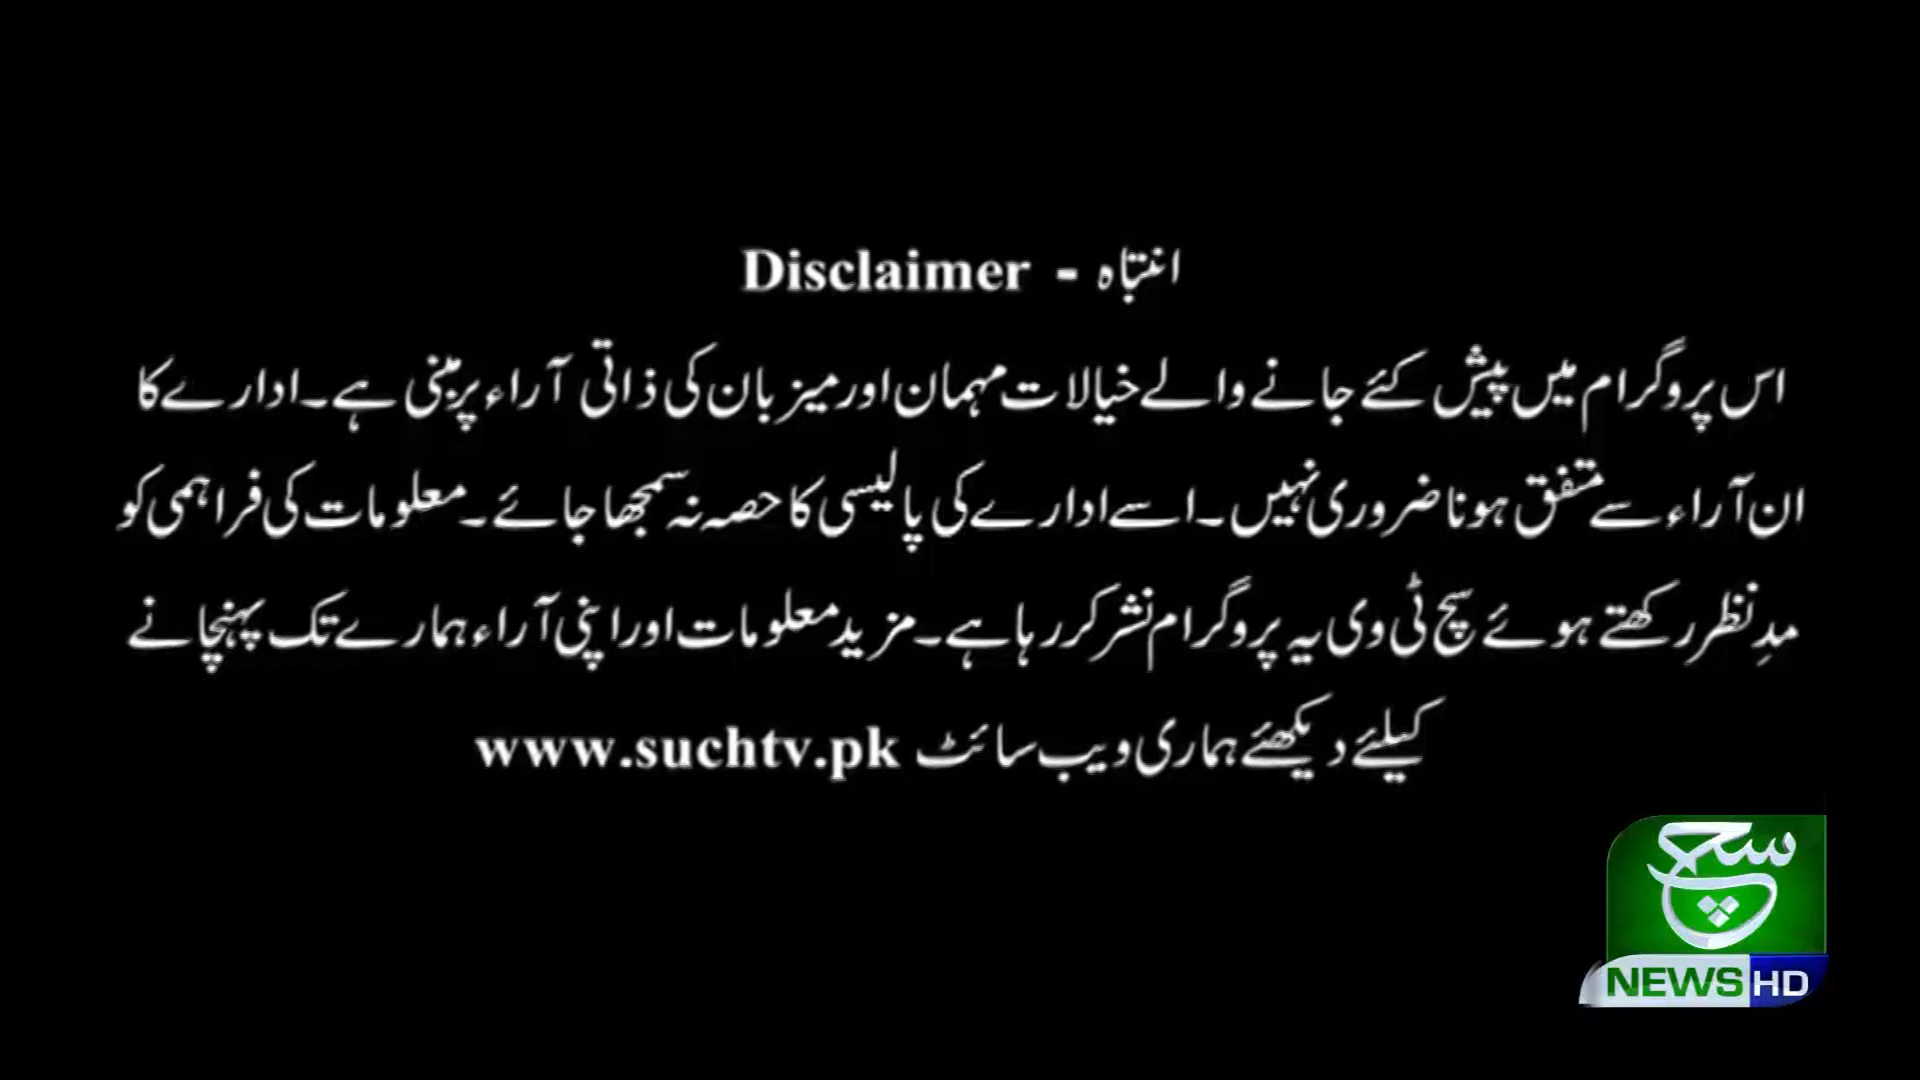 انتباہ - Disclaimer
اس پروگرام میں پیش کئے جانے والے خیالات مہمان اور میزبان کی ذاتی آراء پر مبنی ہے۔ ادارے کا
ان آراء سے متفق ہونا ضروری نہیں۔ اسے ادارے کی پالیسی کا حصہ نہ سمجھا جائے۔ معلومات کی فراہمی کو
مدِنظر رکھتے ہوئے سچ ٹی وی یہ پروگرام نشر کر رہا ہے۔ مزید معلومات اور اپنی آراء ہمارے تک پہنچانے
کیلئے دیکھئے ہماری ویب سائٹ www.suchtv.pk
سچ
NEWS HD